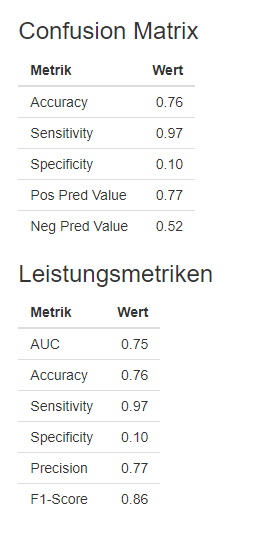 Confusion Matrix
Metrik Wert
Accuracy 0.76
Sensitivity 0.97
Specificity 0.10
Pos Pred Value 0.77
Neg Pred Value 0.52
Leistungsmetriken
Metrik Wert
AUC 0.75
Accuracy 0.76
Sensitivity 0.97
Specificity 0.10
Precision 0.77
F1-Score 0.86